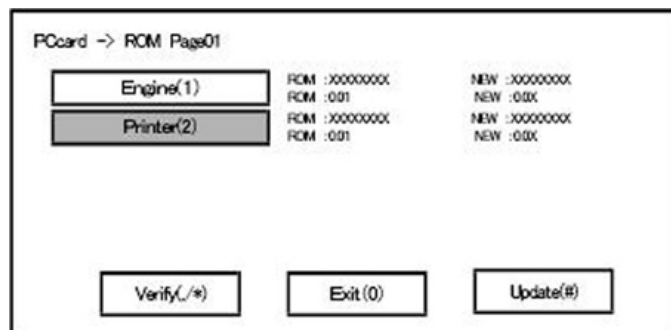 PCcard -> ROM Page01
Engine(1) ROM :XXXXXXXX NEW :XXXXXXXX
ROM :0.01 NEW :0.0X
Printer(2) ROM :XXXXXXXX NEW :XXXXXXXX
ROM :0.01 NEW :0.0X
Verify(./*) Exit(0) Update(#)